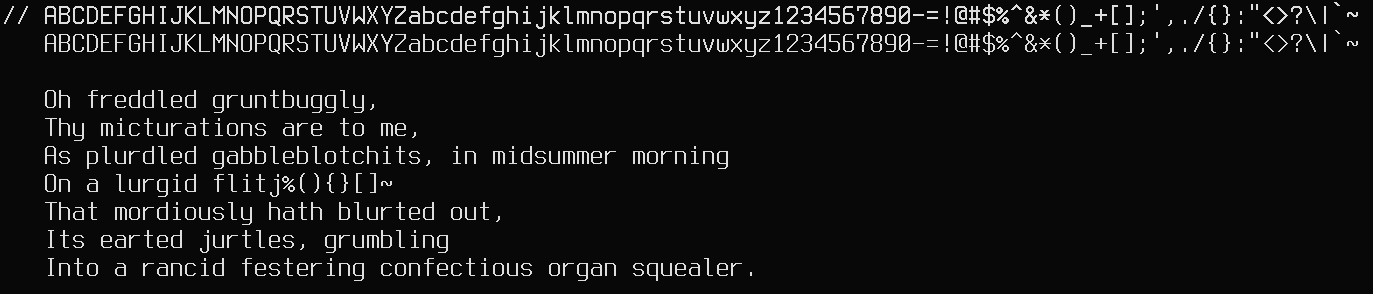 // ABCDEFGHIJKLMNOPQRSTUVWXYZabcdefghijklmnopqrstuvwxyz1234567890-=!@#$%^&*()_+[];',./{}:"<>?\|`~
ABCDEFGHIJKLMNOPQRSTUVWXYZabcdefghijklmnopqrstuvwxyz1234567890-=!@#$%^&*()_+[];',./{}:"<>?\|`~
Oh freddled gruntbuggly,
Thy micturations are to me,
As plurdled gabbleblotchits, in midsummer morning
On a lurgid flitj%(){}[]~
That mordiously hath blurted out,
Its earted jurtles, grumbling
Into a rancid festering confectious organ squealer.